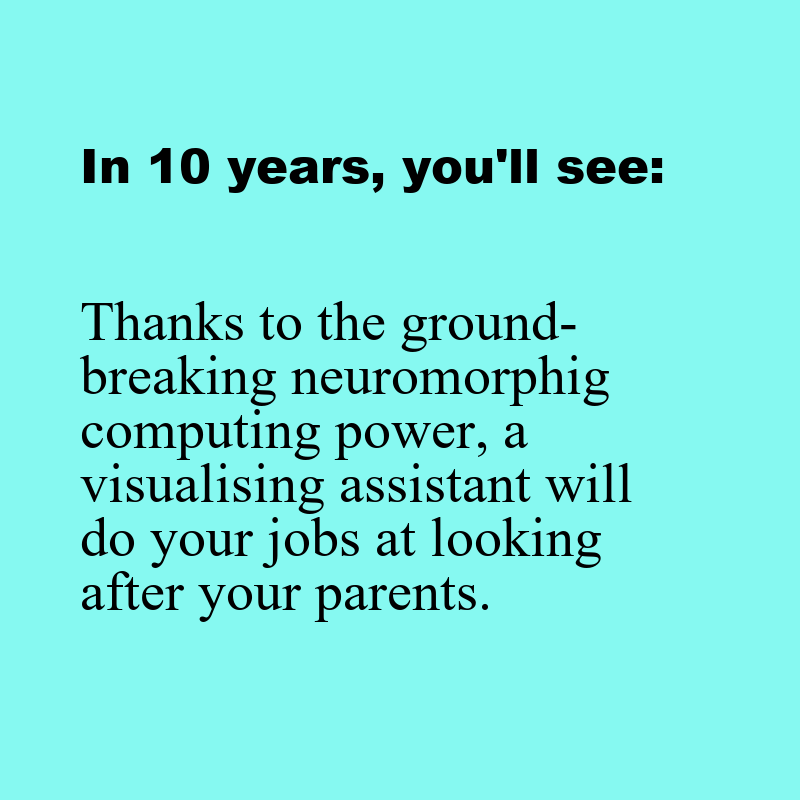 In 10 years, you'll see:
Thanks to the ground-
breaking neuromorphig
computing power, a
visualising assistant will
do your jobs at looking
after your parents.